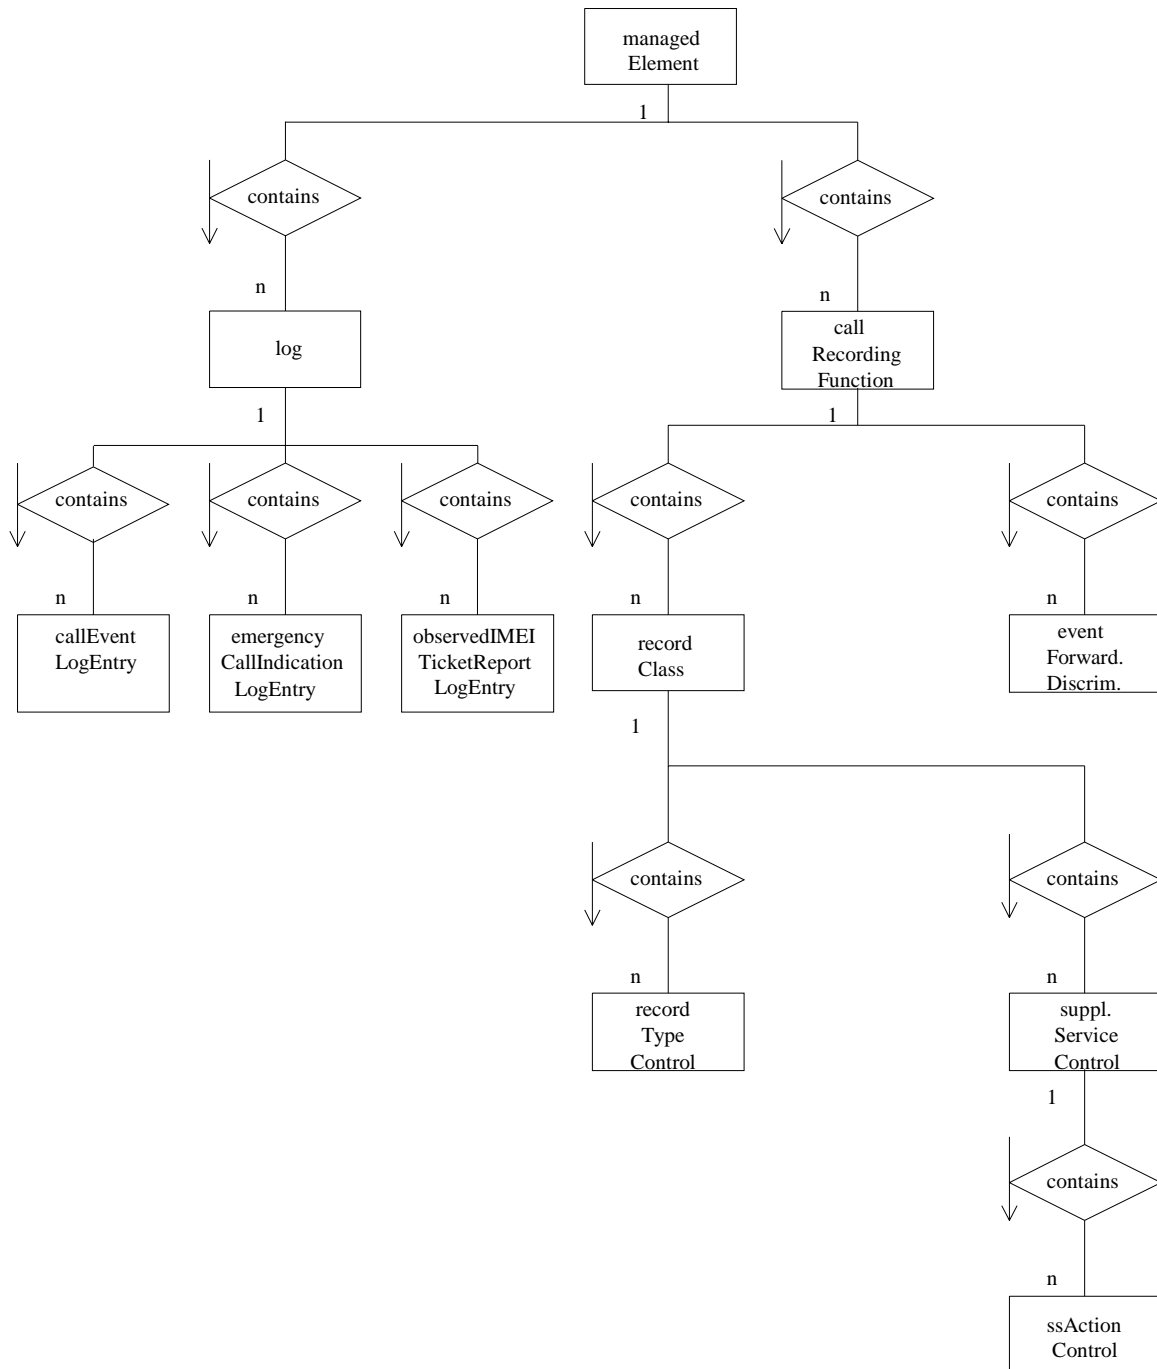 managed
Element
1
contains
contains
n
n
log
call
Recording
Function
1
1
contains
contains
contains
contains
contains
n
n
n
n
n
callEvent
LogEntry
emergency
CallIndication
LogEntry
observedIMEI
TicketReport
LogEntry
record
Class
event
Forward.
Discrim.
1
contains
contains
n
n
record
Type
Control
suppl.
Service
Control
1
contains
n
ssAction
Control